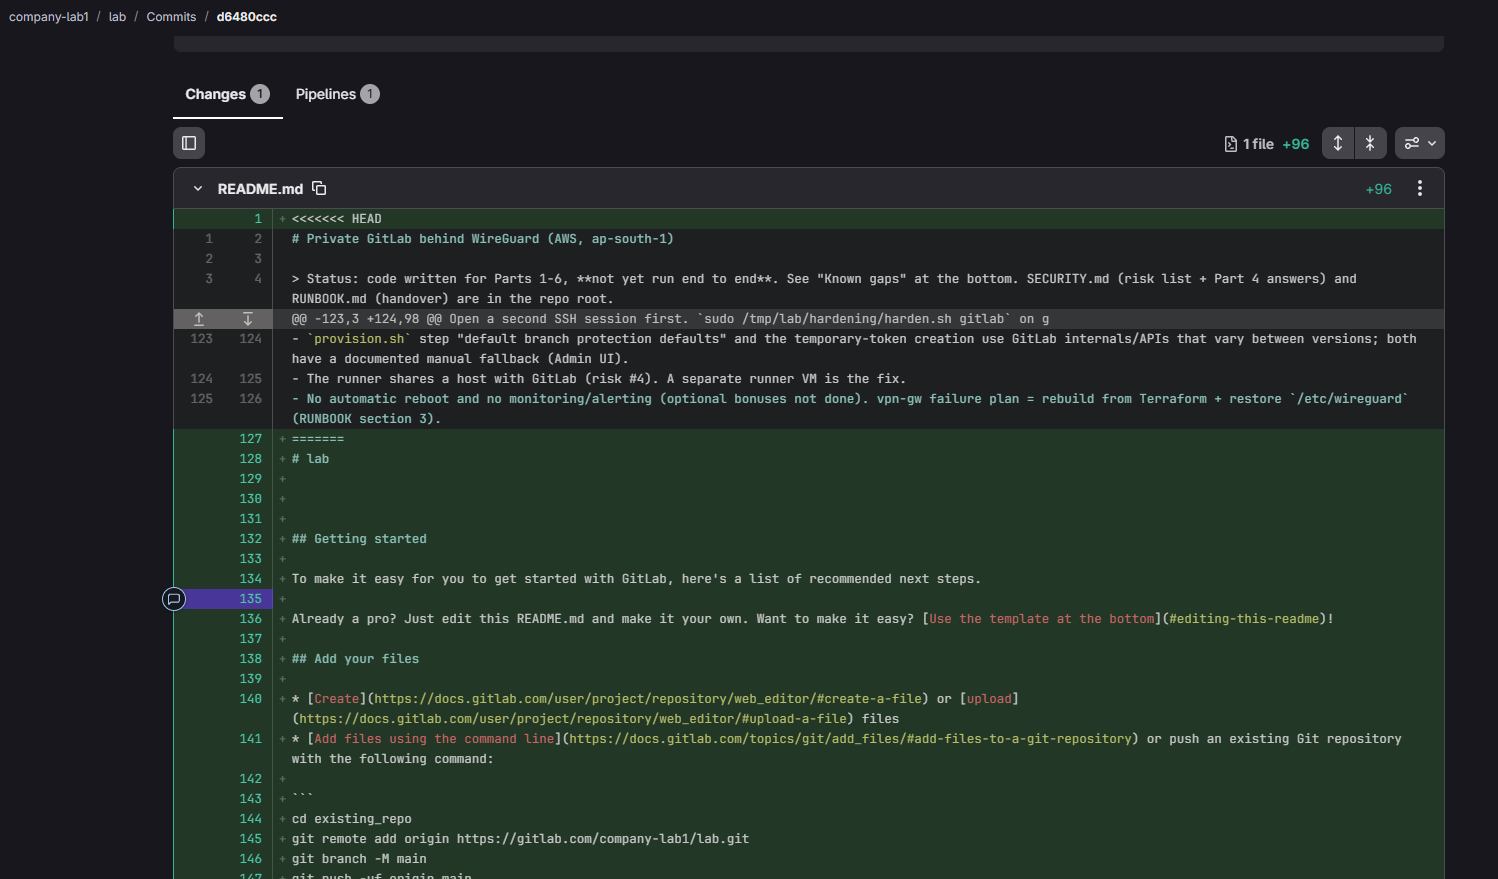 company-lab1 / lab / Commits / d6480ccc
Changes 1 Pipelines 1
1 file +96
README.md +96
1 + <<<<<<< HEAD
1 2 # Private GitLab behind WireGuard (AWS, ap-south-1)
2 3
3 4 > Status: code written for Parts 1-6, **not yet run end to end**. See "Known gaps" at the bottom. SECURITY.md (risk list + Part 4 answers) and
RUNBOOK.md (handover) are in the repo root.
@@ -123,3 +124,98 @@ Open a second SSH session first. `sudo /tmp/lab/hardening/harden.sh gitlab` on g
123 124 - `provision.sh` step "default branch protection defaults" and the temporary-token creation use GitLab internals/APIs that vary between versions; both
have a documented manual fallback (Admin UI).
124 125 - The runner shares a host with GitLab (risk #4). A separate runner VM is the fix.
125 126 - No automatic reboot and no monitoring/alerting (optional bonuses not done). vpn-gw failure plan = rebuild from Terraform + restore `/etc/wireguard`
(RUNBOOK section 3).
127 + =======
128 + # lab
129 +
130 +
131 +
132 + ## Getting started
133 +
134 + To make it easy for you to get started with GitLab, here's a list of recommended next steps.
135 +
136 + Already a pro? Just edit this README.md and make it your own. Want to make it easy? [Use the template at the bottom](#editing-this-readme)!
137 +
138 + ## Add your files
139 +
140 + * [Create](https://docs.gitlab.com/user/project/repository/web_editor/#create-a-file) or [upload]
(https://docs.gitlab.com/user/project/repository/web_editor/#upload-a-file) files
141 + * [Add files using the command line](https://docs.gitlab.com/topics/git/add_files/#add-files-to-a-git-repository) or push an existing Git repository
with the following command:
142 +
143 + ```
144 + cd existing_repo
145 + git remote add origin https://gitlab.com/company-lab1/lab.git
146 + git branch -M main
147 + git push -uf origin main